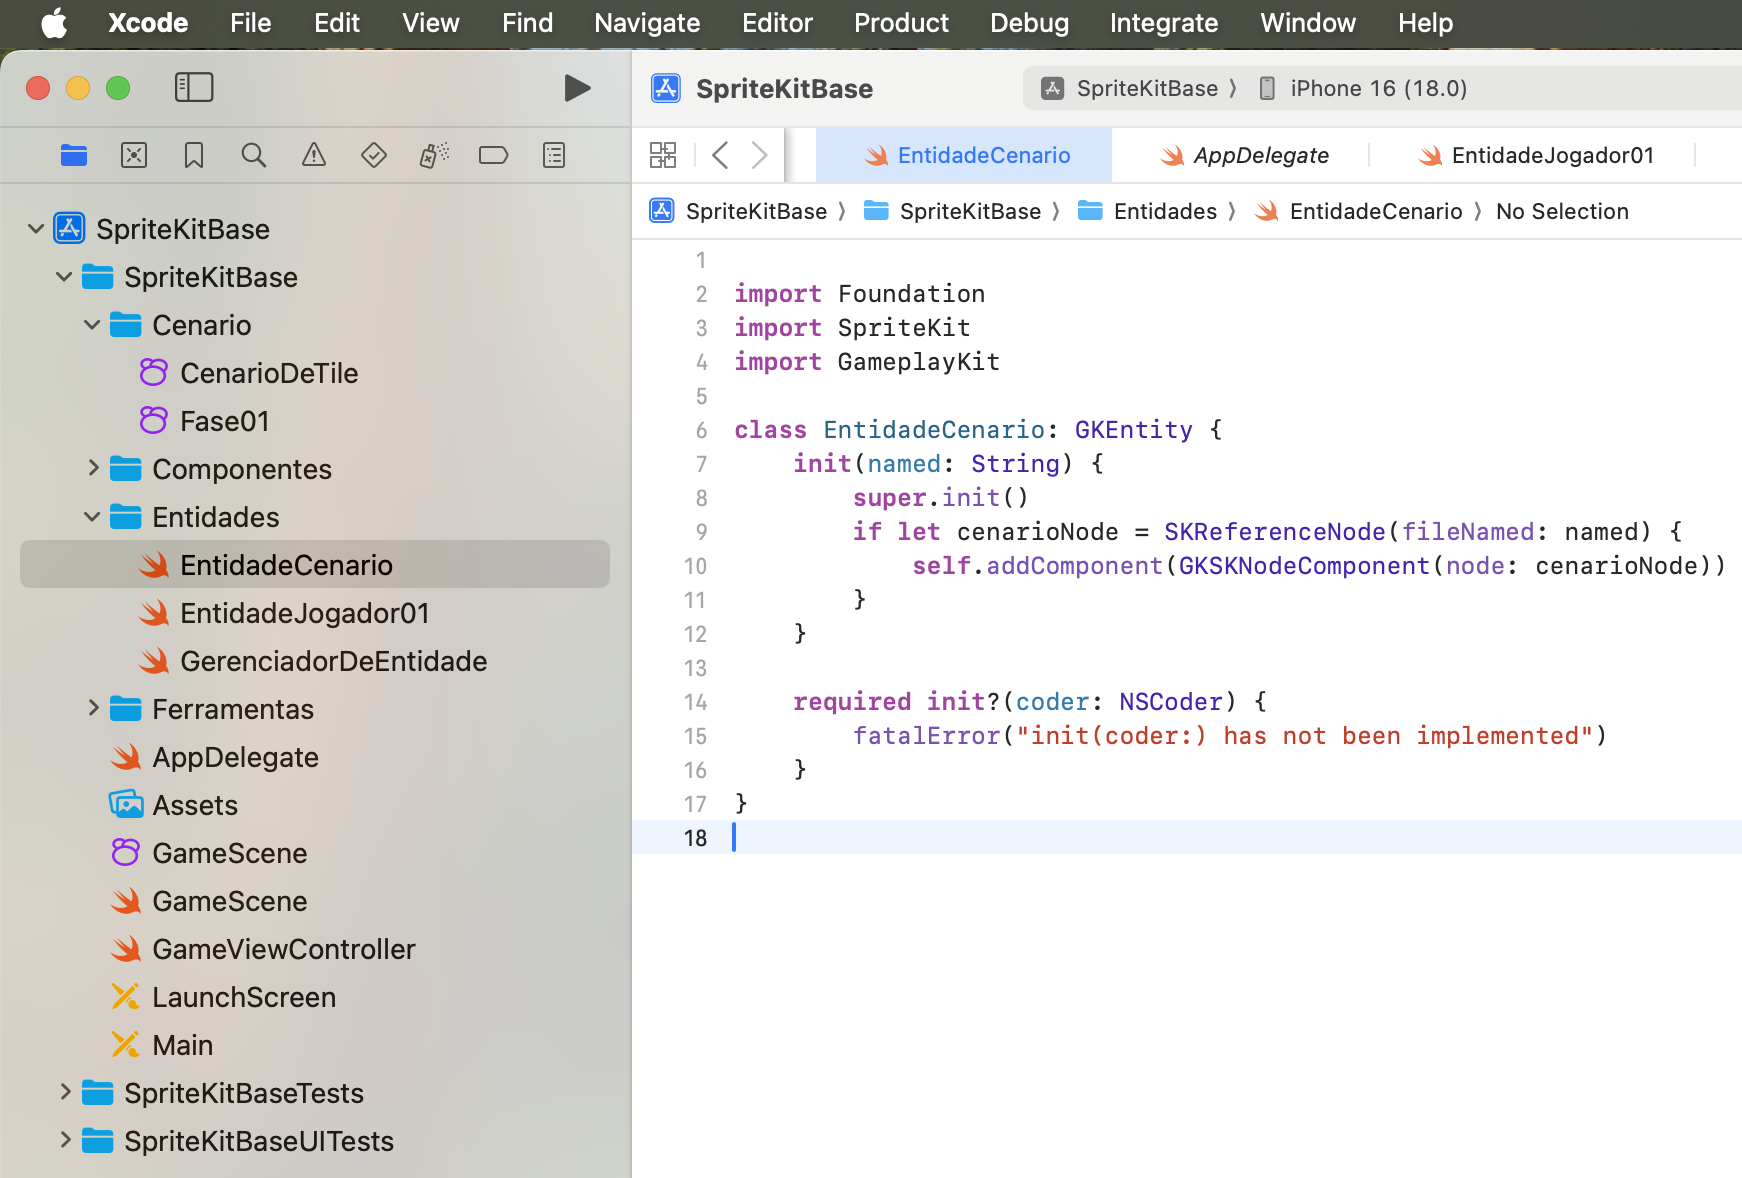 Xcode File Edit View Find Navigate Editor Product Debug Integrate Window Help
SpriteKitBase
SpriteKitBase 〉 iPhone 16 (18.0)
EntidadeCenario
AppDelegate
EntidadeJogador01
SpriteKitBase 〉 SpriteKitBase 〉 Entidades 〉 EntidadeCenario 〉 No Selection
SpriteKitBase
SpriteKitBase
Cenario
CenarioDeTile
Fase01
Componentes
Entidades
EntidadeCenario
EntidadeJogador01
GerenciadorDeEntidade
Ferramentas
AppDelegate
Assets
GameScene
GameScene
GameViewController
LaunchScreen
Main
SpriteKitBaseTests
SpriteKitBaseUITests
1
2 import Foundation
3 import SpriteKit
4 import GameplayKit
5
6 class EntidadeCenario: GKEntity {
7     init(named: String) {
8         super.init()
9         if let cenarioNode = SKReferenceNode(fileNamed: named) {
10             self.addComponent(GKSKNodeComponent(node: cenarioNode))
11         }
12     }
13
14     required init?(coder: NSCoder) {
15         fatalError("init(coder:) has not been implemented")
16     }
17 }
18